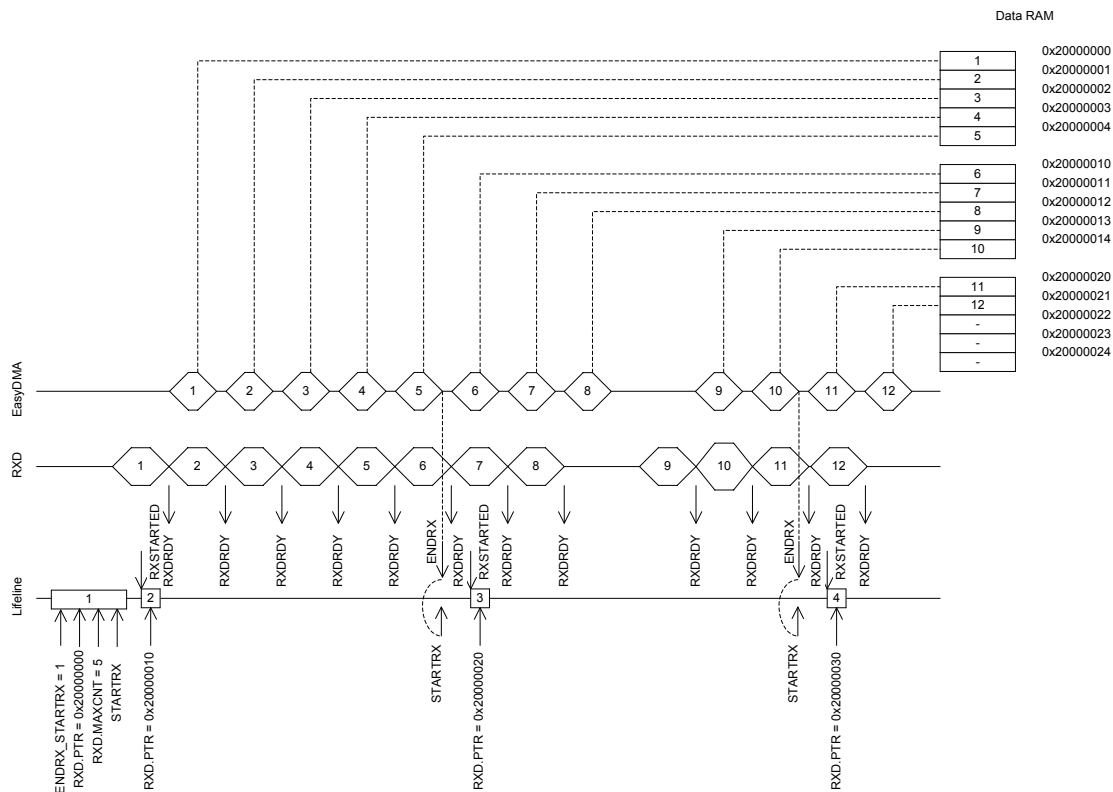 Data RAM
1 0x20000000
2 0x20000001
3 0x20000002
4 0x20000003
5 0x20000004
6 0x20000010
7 0x20000011
8 0x20000012
9 0x20000013
10 0x20000014
11 0x20000020
12 0x20000021
- 0x20000022
- 0x20000023
- 0x20000024
EasyDMA
1 2 3 4 5 6 7 8 9 10 11 12
RXD
1 2 3 4 5 6 7 8 9 10 11 12
RXSTARTED
RXDRDY
RXDRDY
RXDRDY
RXDRDY
RXDRDY
ENDRX
RXDRDY
RXSTARTED
RXDRDY
RXDRDY
RXDRDY
RXDRDY
ENDRX
RXDRDY
RXSTARTED
RXDRDY
Lifeline
1 2 3 4
ENDRX_STARTRX = 1
RXD.PTR = 0x20000000
RXD.MAXCNT = 5
STARTRX
RXD.PTR = 0x20000010
STARTRX
RXD.PTR = 0x20000020
STARTRX
RXD.PTR = 0x20000030